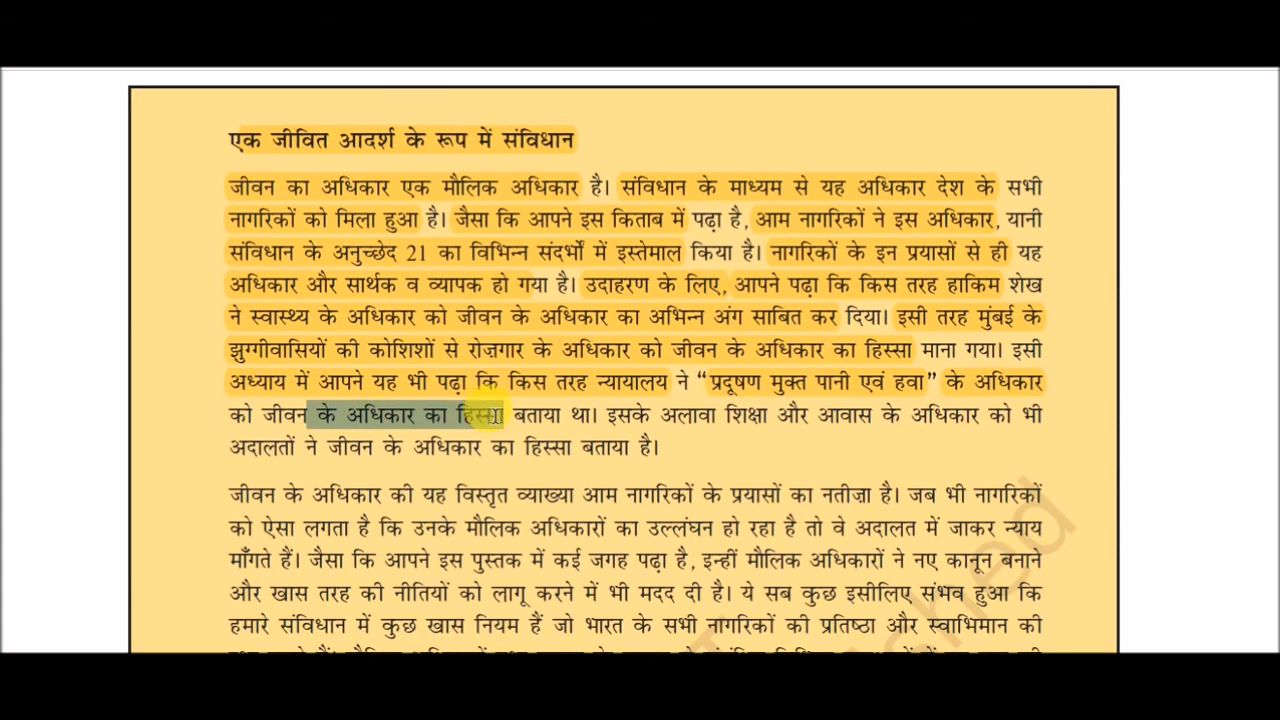 एक जीवित आदर्श के रूप में संविधान
जीवन का अधिकार एक मौलिक अधिकार है। संविधान के माध्यम से यह अधिकार देश के सभी
नागरिकों को मिला हुआ है। जैसा कि आपने इस किताब में पढ़ा है, आम नागरिकों ने इस अधिकार, यानी
संविधान के अनुच्छेद 21 का विभिन्न संदर्भों में इस्तेमाल किया है। नागरिकों के इन प्रयासों से ही यह
अधिकार और सार्थक व व्यापक हो गया है। उदाहरण के लिए, आपने पढ़ा कि किस तरह हाकिम शेख
ने स्वास्थ्य के अधिकार को जीवन के अधिकार का अभिन्न अंग साबित कर दिया। इसी तरह मुंबई के
झुग्गीवासियों की कोशिशों से रोज़गार के अधिकार को जीवन के अधिकार का हिस्सा माना गया। इसी
अध्याय में आपने यह भी पढ़ा कि किस तरह न्यायालय ने “प्रदूषण मुक्त पानी एवं हवा” के अधिकार
को जीवन के अधिकार का हिस्सा बताया था। इसके अलावा शिक्षा और आवास के अधिकार को भी
अदालतों ने जीवन के अधिकार का हिस्सा बताया है।
जीवन के अधिकार की यह विस्तृत व्याख्या आम नागरिकों के प्रयासों का नतीज़ा है। जब भी नागरिकों
को ऐसा लगता है कि उनके मौलिक अधिकारों का उल्लंघन हो रहा है तो वे अदालत में जाकर न्याय
माँगते हैं। जैसा कि आपने इस पुस्तक में कई जगह पढ़ा है, इन्हीं मौलिक अधिकारों ने नए कानून बनाने
और खास तरह की नीतियों को लागू करने में भी मदद दी है। ये सब कुछ इसीलिए संभव हुआ कि
हमारे संविधान में कुछ खास नियम हैं जो भारत के सभी नागरिकों की प्रतिष्ठा और स्वाभिमान की